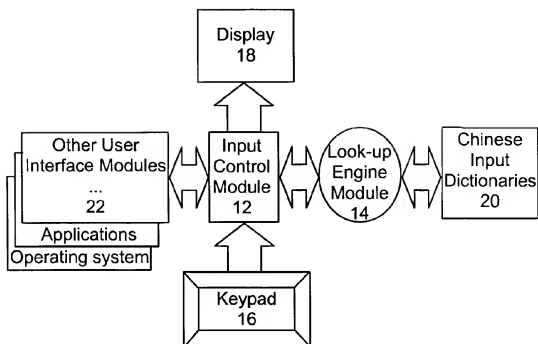 Display
18
Other User
Interface Modules
...
22
Applications
Operating system
Input
Control
Module
12
Look-up
Engine
Module
14
Chinese
Input
Dictionaries
20
Keypad
16